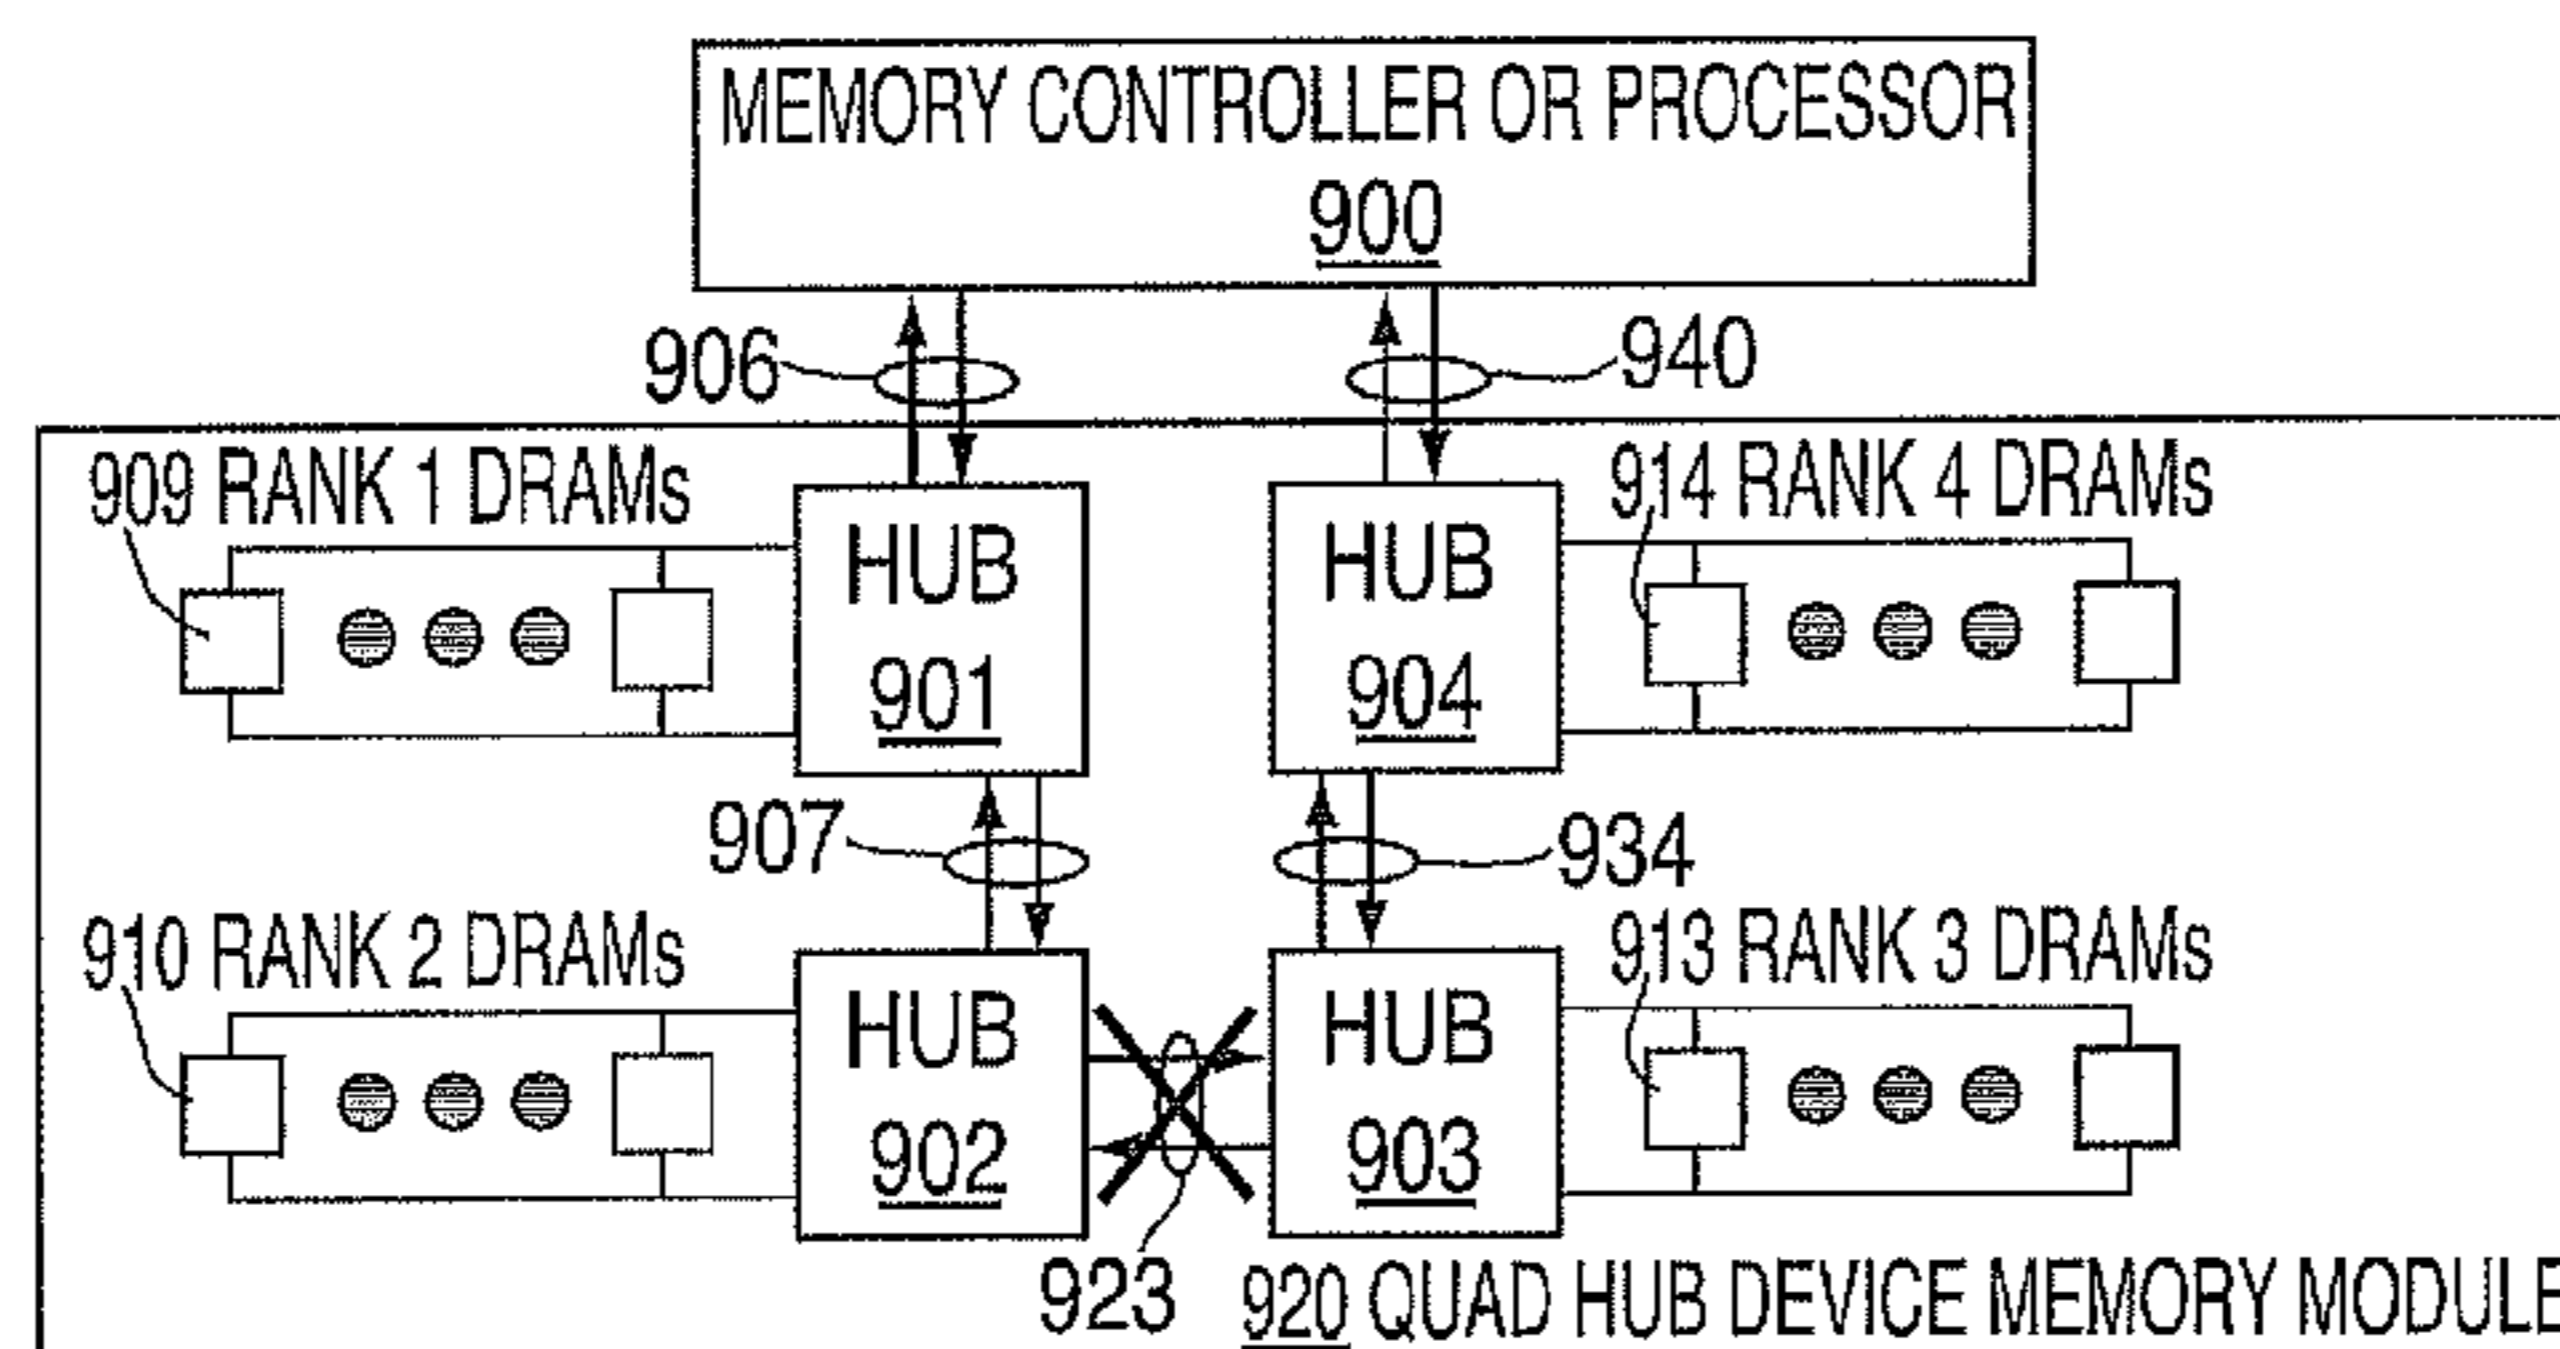 MEMORY CONTROLLER OR PROCESSOR
900
906
940
909 RANK 1 DRAMs
914 RANK 4 DRAMs
HUB
901
HUB
904
907
934
910 RANK 2 DRAMs
913 RANK 3 DRAMs
HUB
902
HUB
903
923
920 QUAD HUB DEVICE MEMORY MODULE